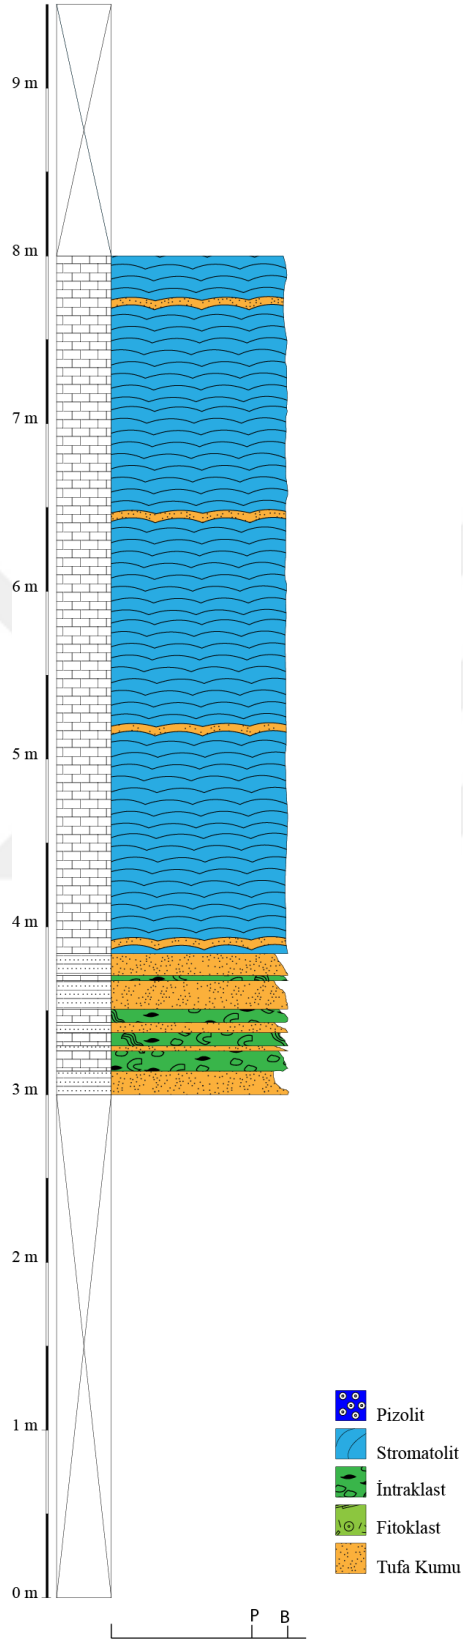 9 m
8 m
7 m
6 m
5 m
4 m
3 m
2 m
1 m
0 m
Pizolit
Stromatolit
İntraklast
Fitoklast
Tufa Kumu
P B